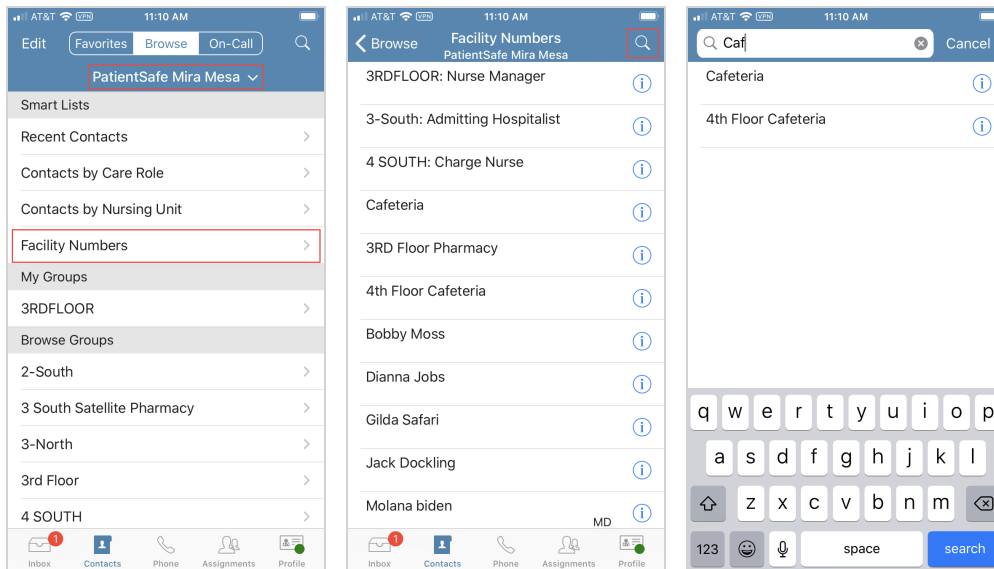 AT&T VPN 11:10 AM
Edit Favorites Browse On-Call
PatientSafe Mira Mesa
Smart Lists
Recent Contacts
Contacts by Care Role
Contacts by Nursing Unit
Facility Numbers
My Groups
3RDFLOOR
Browse Groups
2-South
3 South Satellite Pharmacy
3-North
3rd Floor
4 SOUTH
1
Inbox Contacts Phone Assignments Profile
AT&T VPN 11:10 AM
Browse Facility Numbers
PatientSafe Mira Mesa
3RDFLOOR: Nurse Manager
3-South: Admitting Hospitalist
4 SOUTH: Charge Nurse
Cafeteria
3RD Floor Pharmacy
4th Floor Cafeteria
Bobby Moss
Dianna Jobs
Gilda Safari
Jack Dockling
Molana biden
MD
1
Inbox Contacts Phone Assignments Profile
AT&T VPN 11:10 AM
Caf Cancel
Cafeteria
4th Floor Cafeteria
q w e r t y u i o p
a s d f g h j k l
z x c v b n m
123 space search